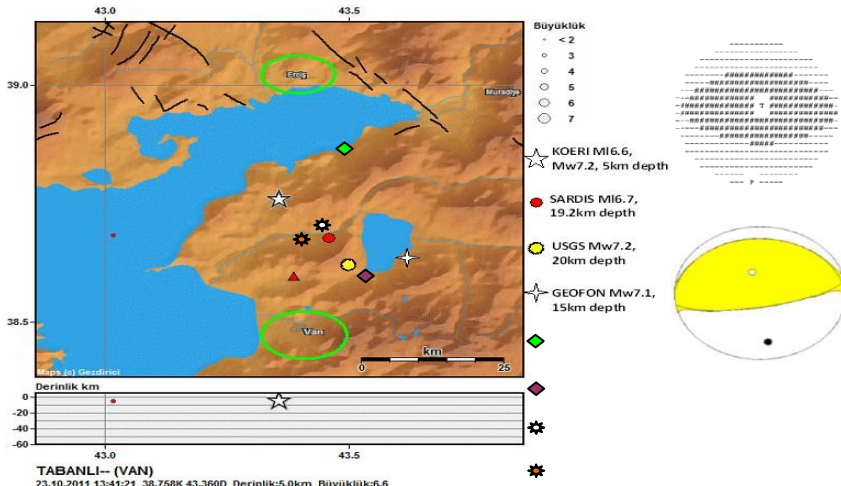 43.0
43.5
39.0
38.5
Erciş
Muradiye
Van
km
0
25
Maps (c) Gezdirici
Derinlik km
0
-20
-40
-60
43.0
43.5
TABANLI-- (VAN)
23.10.2011 13:41:21 38.758K 43.360D Derinlik:5.0km Büyüklük:6.6
Büyüklük
< 2
3
4
5
6
7
KOERI Ml6.6,
Mw7.2, 5km depth
SARDIS Ml6.7,
19.2km depth
USGS Mw7.2,
20km depth
GEOFON Mw7.1,
15km depth
T
P